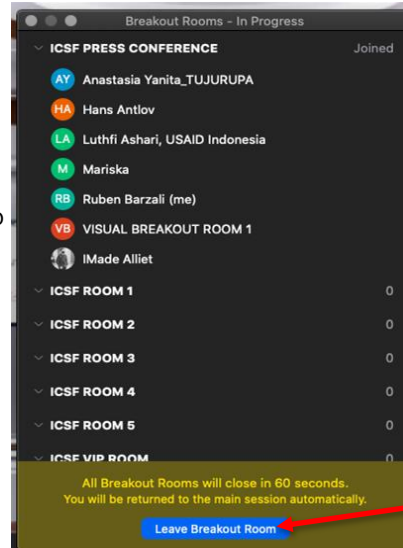 Breakout Rooms - In Progress
ICSF PRESS CONFERENCE Joined
AY Anastasia Yanita_TUJURUPA
HA Hans Antlov
LA Luthfi Ashari, USAID Indonesia
M Mariska
RB Ruben Barzali (me)
VB VISUAL BREAKOUT ROOM 1
IMade Alliet
ICSF ROOM 1 0
ICSF ROOM 2 0
ICSF ROOM 3 0
ICSF ROOM 4 0
ICSF ROOM 5 0
ICSF VIP ROOM 0
All Breakout Rooms will close in 60 seconds.
You will be returned to the main session automatically.
Leave Breakout Room